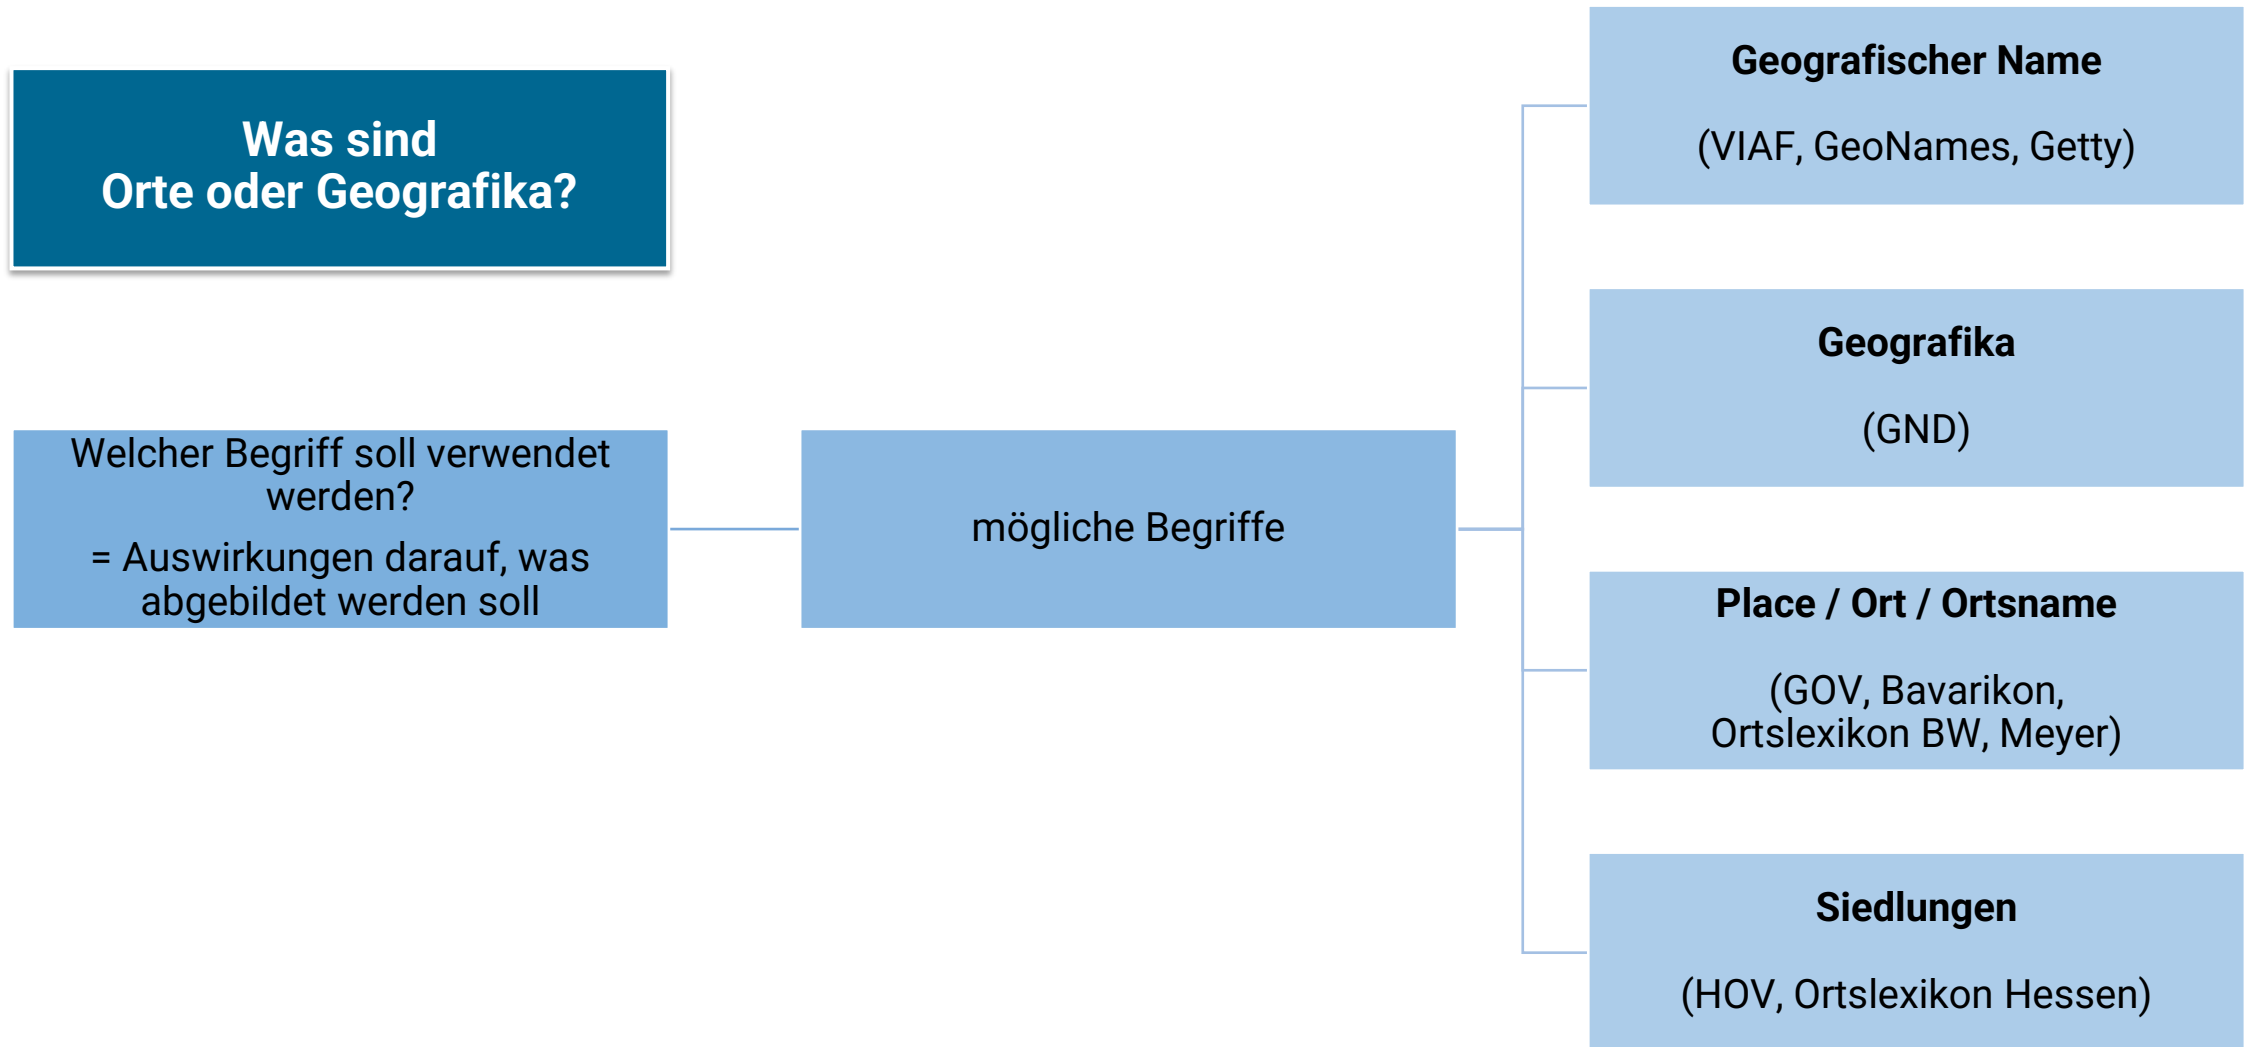 Was sind
Orte oder Geografika?
Welcher Begriff soll verwendet
werden?
= Auswirkungen darauf, was
abgebildet werden soll
mögliche Begriffe
Geografischer Name
(VIAF, GeoNames, Getty)
Geografika
(GND)
Place / Ort / Ortsname
(GOV, Bavarikon,
Ortslexikon BW, Meyer)
Siedlungen
(HOV, Ortslexikon Hessen)